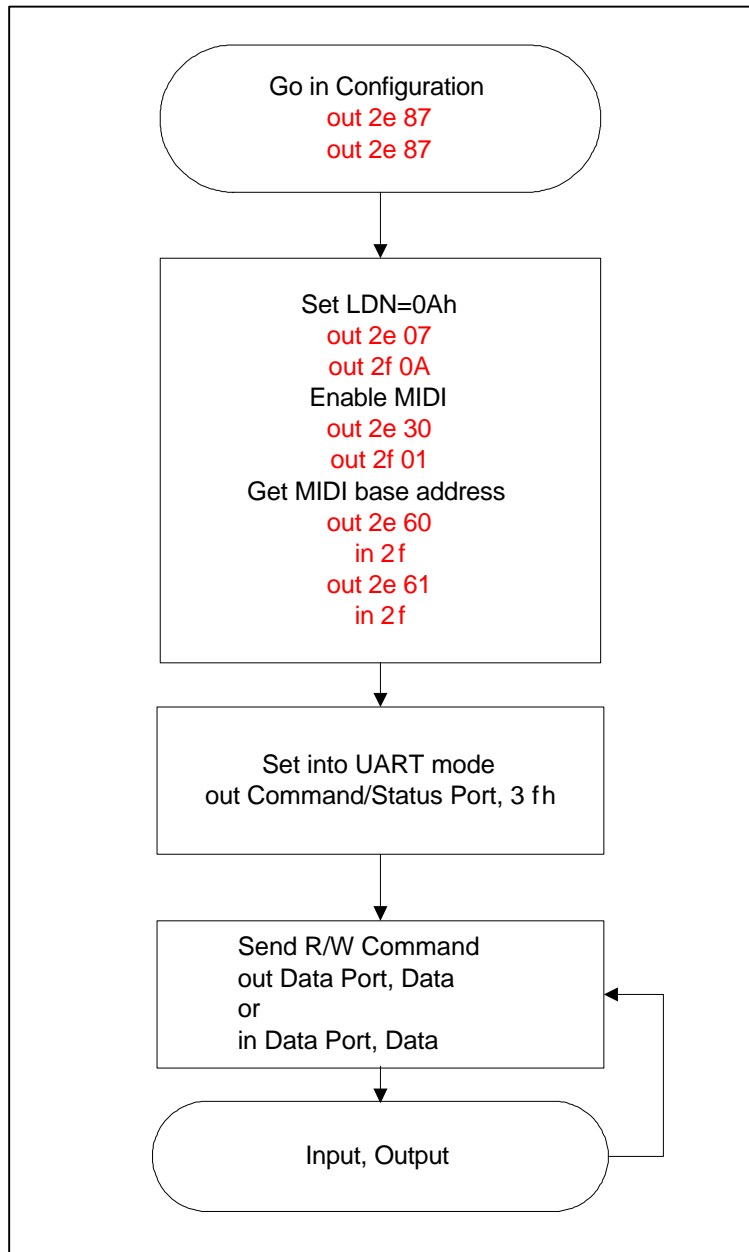 Go in Configuration
out 2e 87
out 2e 87
Set LDN=0Ah
out 2e 07
out 2f 0A
Enable MIDI
out 2e 30
out 2f 01
Get MIDI base address
out 2e 60
in 2f
out 2e 61
in 2f
Set into UART mode
out Command/Status Port, 3 fh
Send R/W Command
out Data Port, Data
or
in Data Port, Data
Input, Output